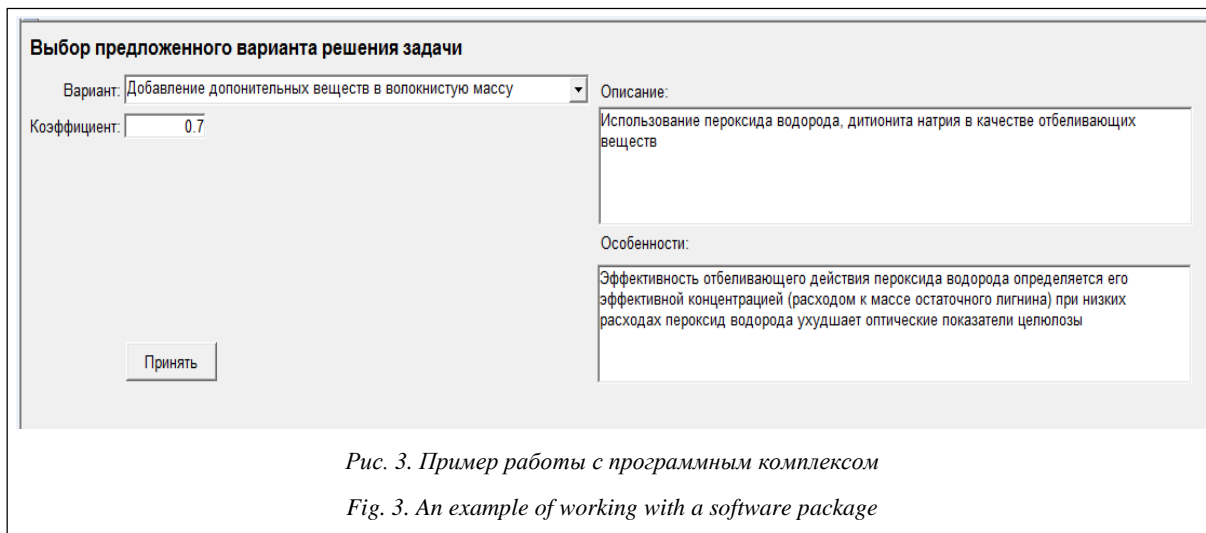 Выбор предложенного варианта решения задачи
Вариант: Добавление допонительных веществ в волокнистую массу
Коэффициент: 0.7
Принять
Описание:
Использование пероксида водорода, дитионита натрия в качестве отбеливающих
веществ
Особенности:
Эффективность отбеливающего действия пероксида водорода определяется его
эффективной концентрацией (расходом к массе остаточного лигнина) при низких
расходах пероксид водорода ухудшает оптические показатели целюлозы
Рис. 3. Пример работы с программным комплексом
Fig. 3. An example of working with a software package